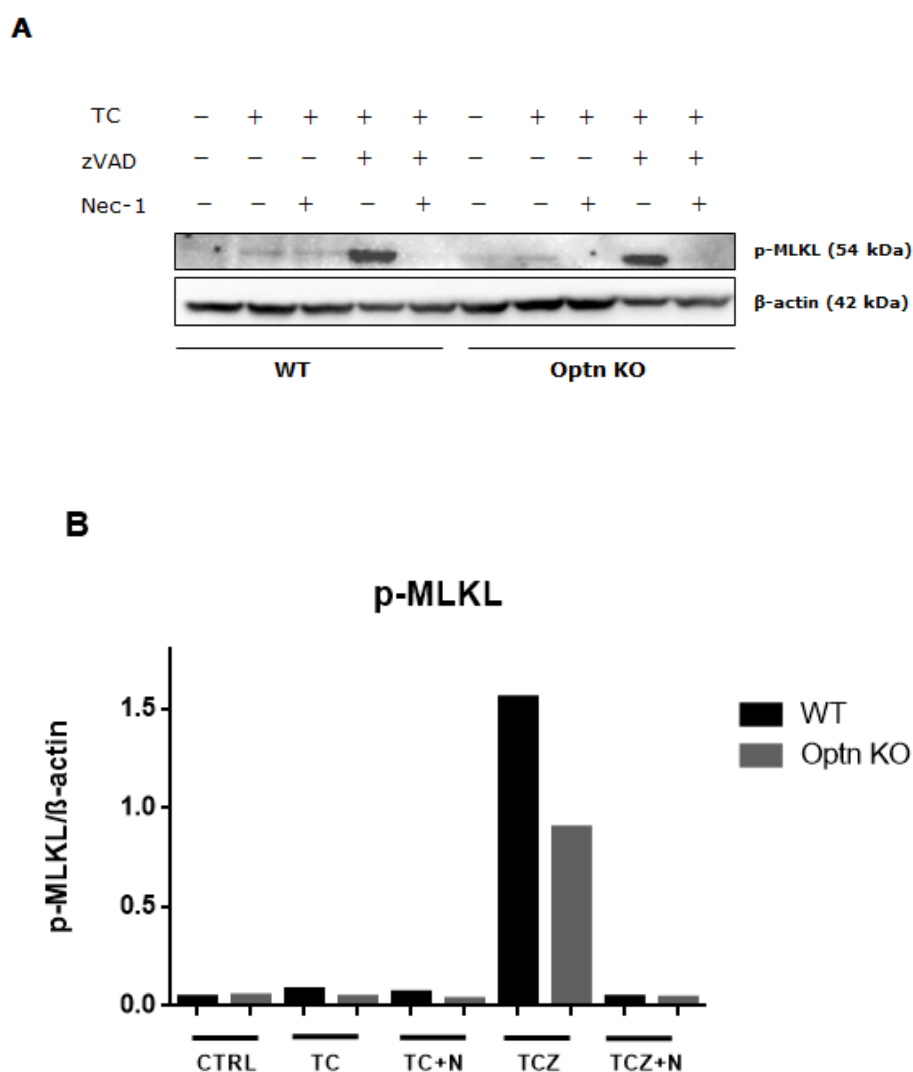 A
TC − + + + + − + + + +
zVAD − − − + + − − − + +
Nec-1 − − + − + − − + − +
p-MLKL (54 kDa)
ß-actin (42 kDa)
WT Optn KO
B
p-MLKL
p-MLKL/ß-actin
1.5
1.0
0.5
0.0
WT
Optn KO
CTRL TC TC+N TCZ TCZ+N